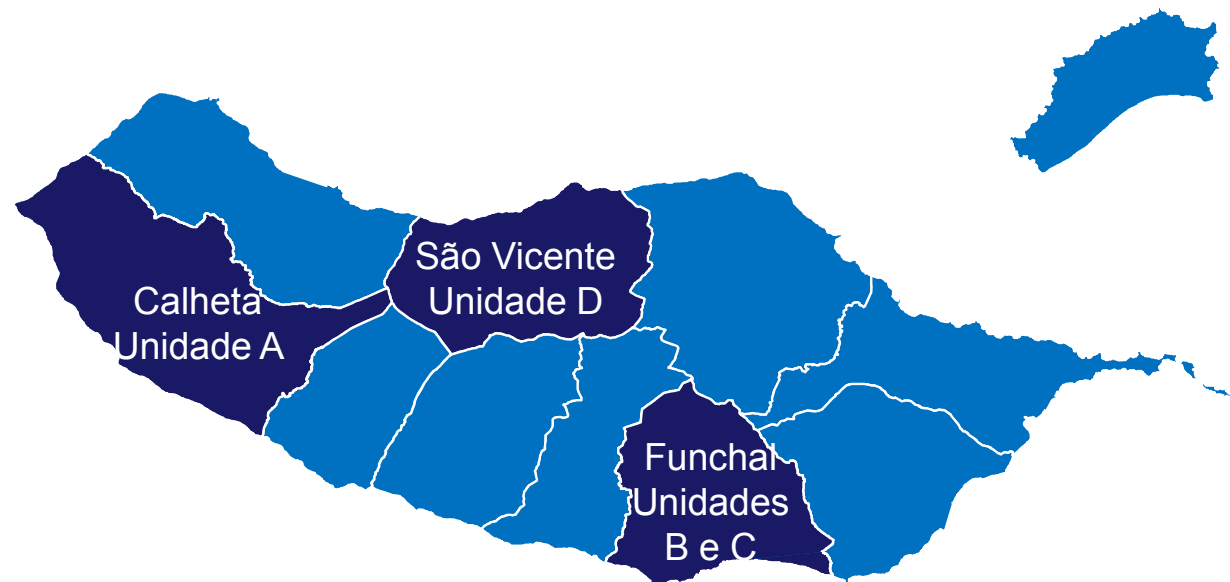 São Vicente
Unidade D
Calheta
Unidade A
Funchal
Unidades
B e C